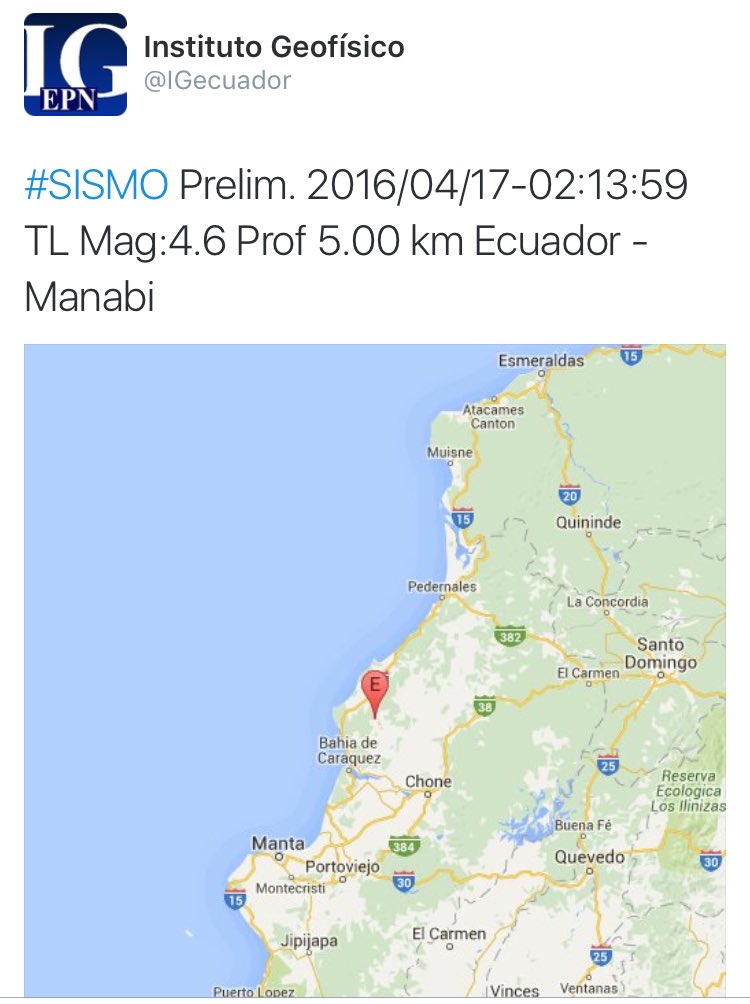 IG
EPN
Instituto Geofísico
@IGecuador
#SISMO Prelim. 2016/04/17-02:13:59
TL Mag:4.6 Prof 5.00 km Ecuador -
Manabi
Esmeraldas
15
Atacames
Canton
Muisne
20
15
Quininde
Pedernales
La Concordia
382
Santo
Domingo
El Carmen
E
38
Bahia de
Caraquez
25
Chone
Reserva
Ecologica
Los Ilinizas
Buena Fé
Manta
384
Quevedo
30
Portoviejo
30
Montecristi
15
El Carmen
Jipijapa
25
Puerto Lopez
Vinces
Ventanas